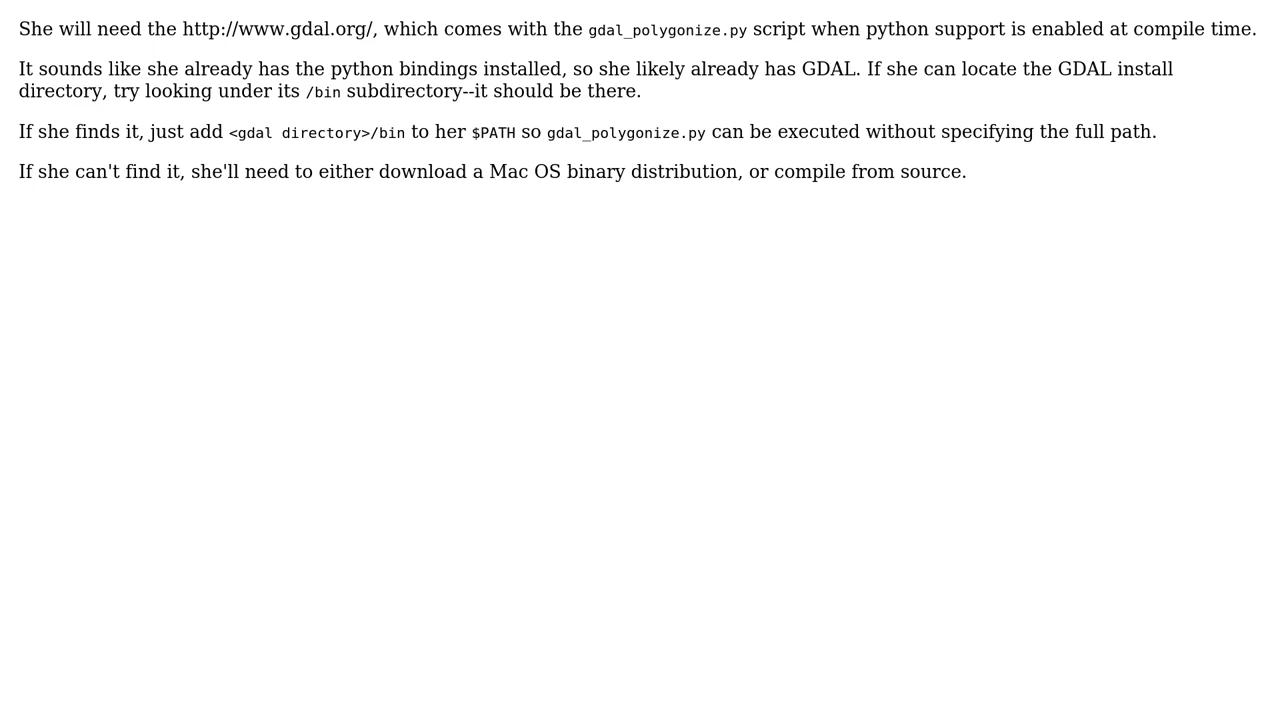 She will need the http://www.gdal.org/, which comes with the gdal_polygonize.py script when python support is enabled at compile time.
It sounds like she already has the python bindings installed, so she likely already has GDAL. If she can locate the GDAL install
directory, try looking under its /bin subdirectory--it should be there.
If she finds it, just add <gdal directory>/bin to her $PATH so gdal_polygonize.py can be executed without specifying the full path.
If she can't find it, she'll need to either download a Mac OS binary distribution, or compile from source.